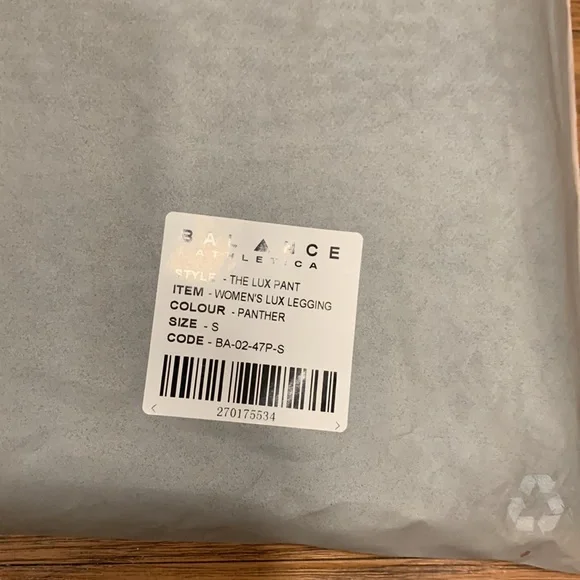 BALANCE
ATHLETICA
STYLE - THE LUX PANT
ITEM - WOMEN'S LUX LEGGING
COLOUR - PANTHER
SIZE - S
CODE - BA-02-47P-S
270175534